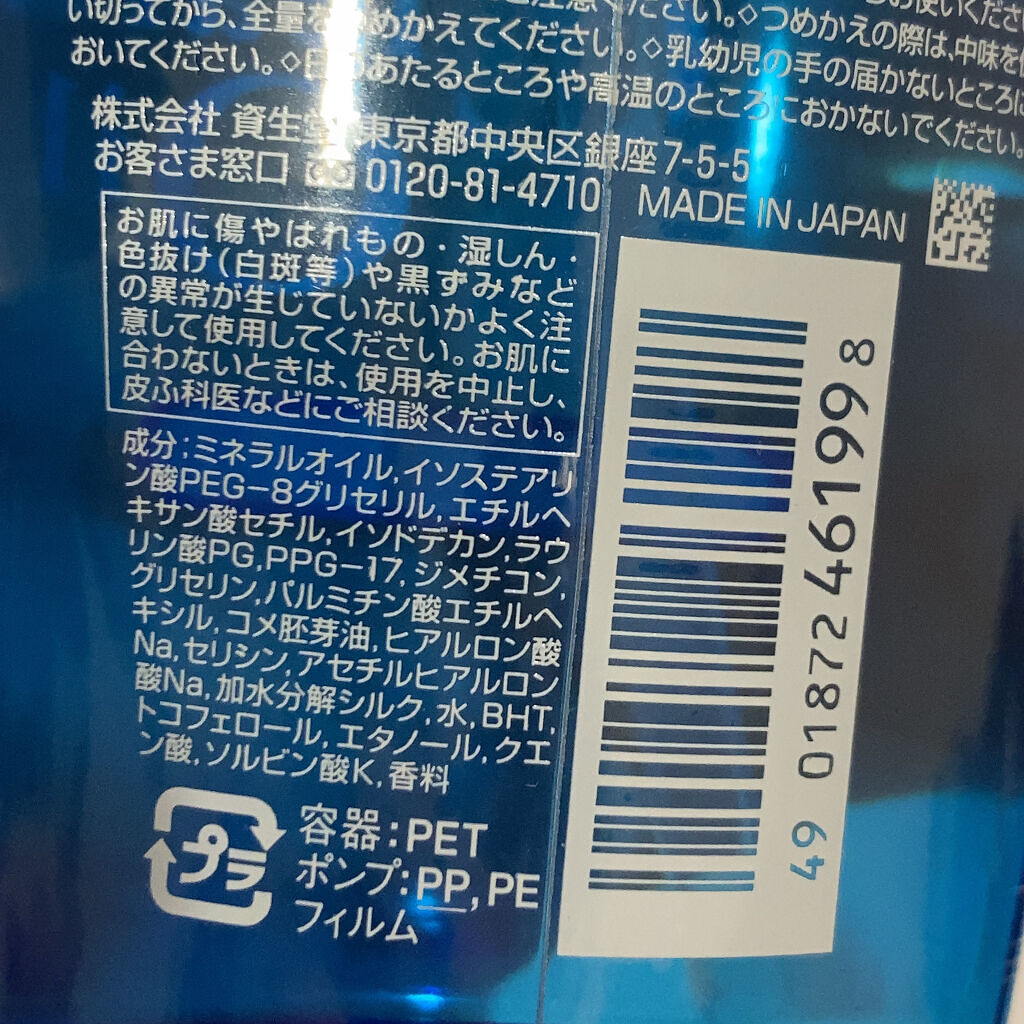 い切ってから、全量を めかえてください。◇つめかえの際は、中味を
おいてください。◇日 あたるところや高温のところにおかないでください。
◇乳幼児の手の届かないところに
株式会社 資生堂 東京都中央区銀座7-5-5
お客さま窓口 0120-81-4710
MADE IN JAPAN
お肌に傷やはれもの・湿しん・
色抜け(白斑等)や黒ずみなど
の異常が生じていないかよく注
意して使用してください。お肌に
合わないときは、使用を中止し、
皮ふ科医などにご相談ください。
成分;ミネラルオイル,イソステアリ
ン酸PEG-8グリセリル,エチルヘ
キサン酸セチル,イソドデカン,ラウ
リン酸PG,PPG-17,ジメチコン,
グリセリン,パルミチン酸エチルヘ
キシル,コメ胚芽油,ヒアルロン酸
Na,セリシン,アセチルヒアルロン
酸Na,加水分解シルク,水,BHT,
トコフェロール,エタノール,クエ
ン酸,ソルビン酸K,香料
プラ
容器:PET
ポンプ:PP,PE
フィルム
49 01872 461998